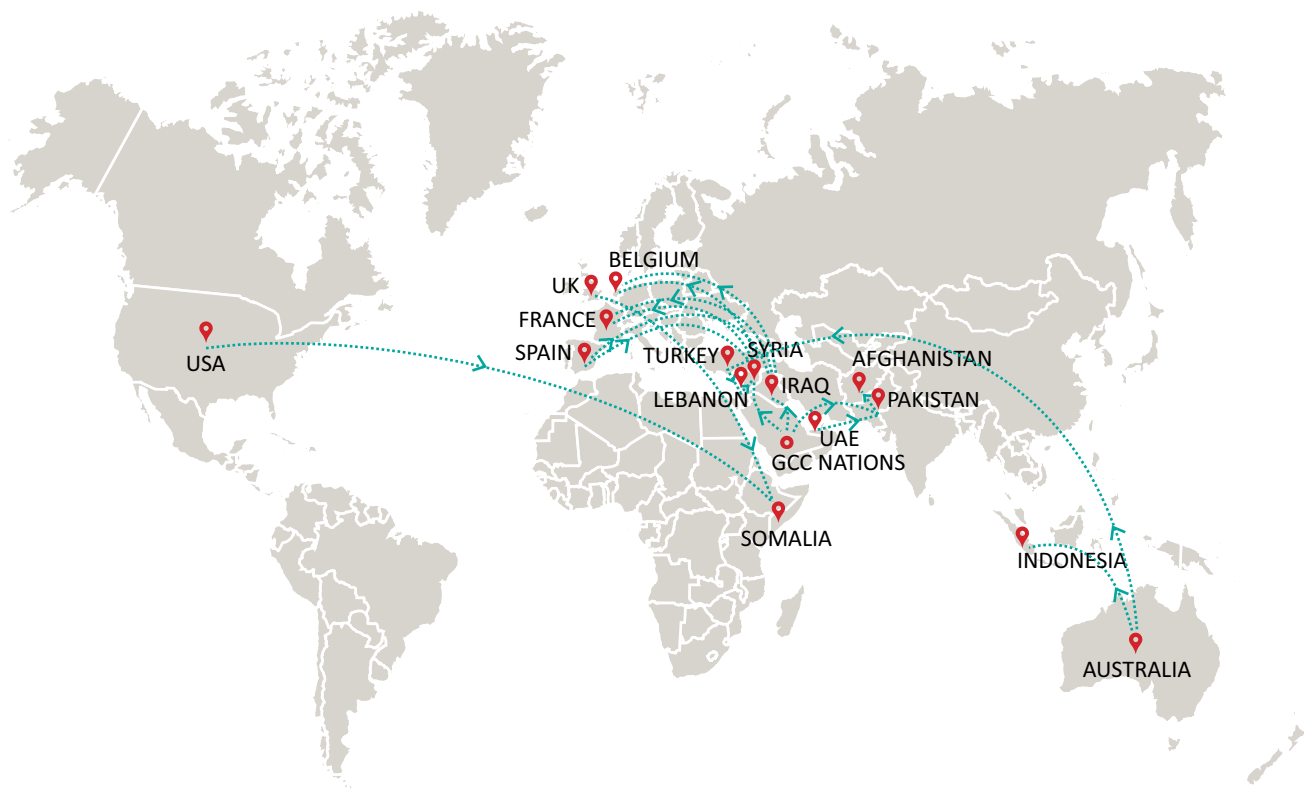 BELGIUM
UK
FRANCE
SPAIN
TURKEY
SYRIA
AFGHANISTAN
USA
IRAQ
LEBANON
PAKISTAN
UAE
GCC NATIONS
SOMALIA
INDONESIA
AUSTRALIA